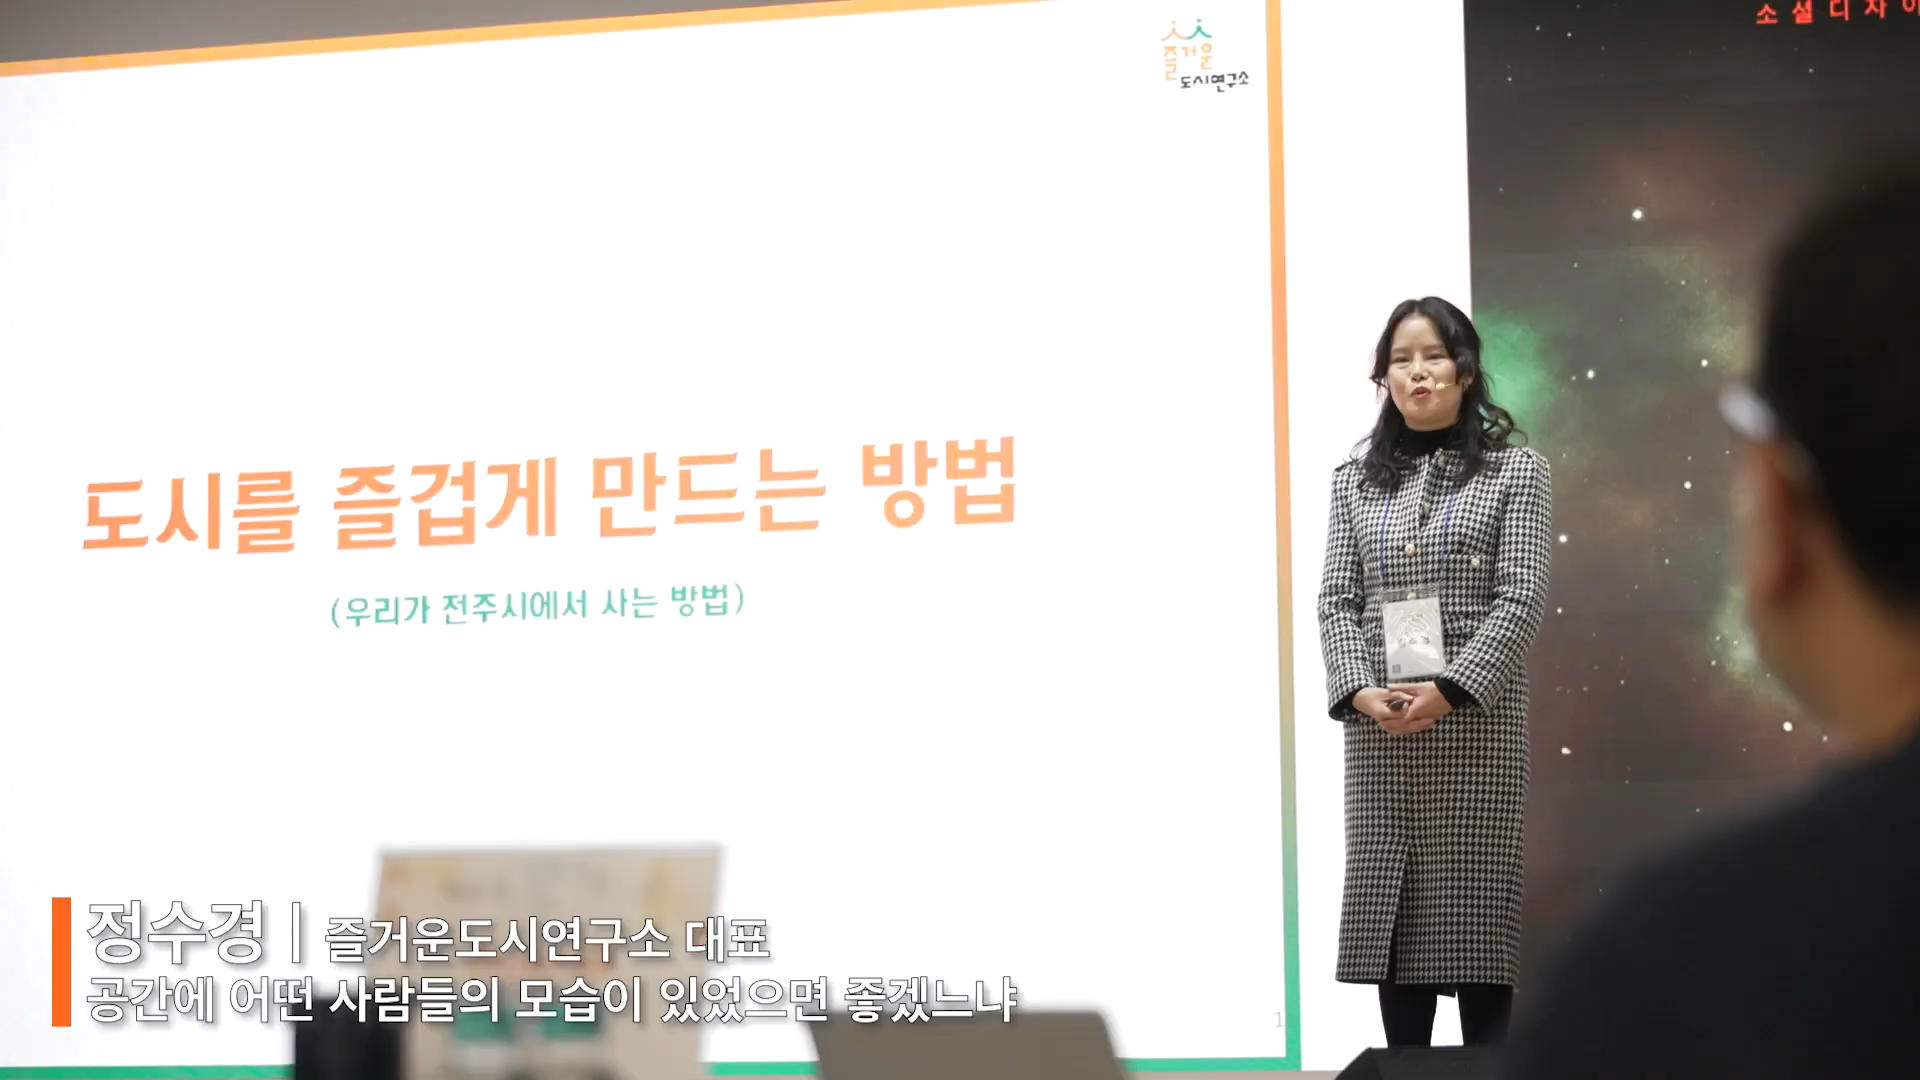 소셜디자이
즐거운
도시연구소
도시를 즐겁게 만드는 방법
(우리가 전주시에서 사는 방법)
정수경 | 즐거운도시연구소 대표
공간에 어떤 사람들의 모습이 있었으면 좋겠느냐
1